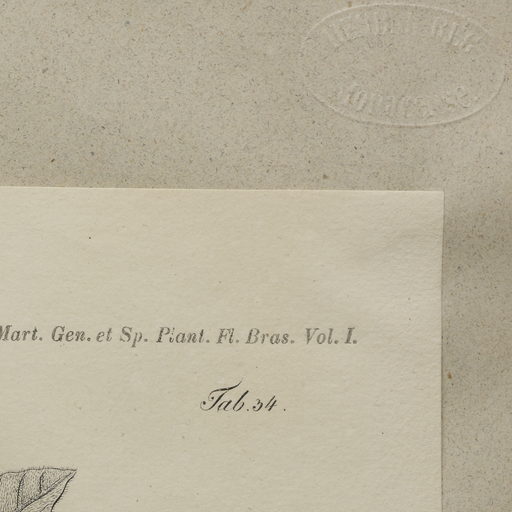 Mart. Gen. et Sp. Plant. Fl. Bras. Vol. I.
Tab. 34.